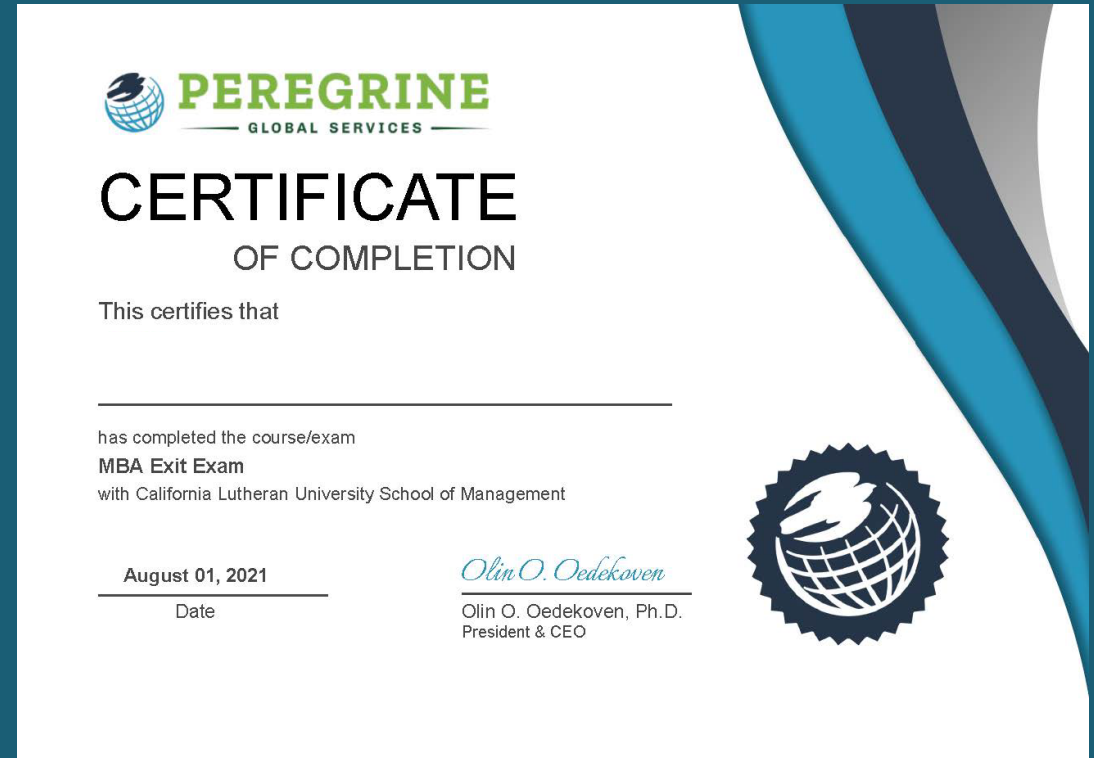 PEREGRINE
GLOBAL SERVICES
CERTIFICATE
OF COMPLETION
This certifies that
has completed the course/exam
MBA Exit Exam
with California Lutheran University School of Management
August 01, 2021
Date
Olin O. Oedekoven
Olin O. Oedekoven, Ph.D.
President & CEO